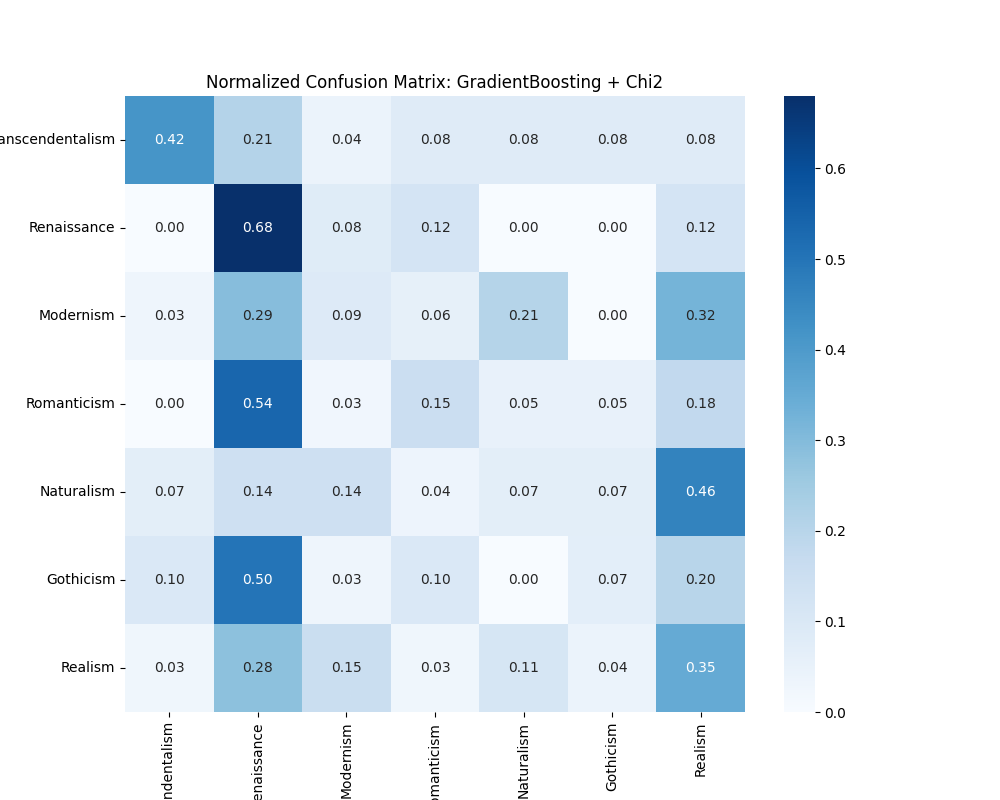 Normalized Confusion Matrix: GradientBoosting + Chi2
anscendentalism 0.42 0.21 0.04 0.08 0.08 0.08 0.08
Renaissance 0.00 0.68 0.08 0.12 0.00 0.00 0.12
Modernism 0.03 0.29 0.09 0.06 0.21 0.00 0.32
Romanticism 0.00 0.54 0.03 0.15 0.05 0.05 0.18
Naturalism 0.07 0.14 0.14 0.04 0.07 0.07 0.46
Gothicism 0.10 0.50 0.03 0.10 0.00 0.07 0.20
Realism 0.03 0.28 0.15 0.03 0.11 0.04 0.35
ndentalism
enaissance
Modernism
omanticism
Naturalism
Gothicism
Realism
0.6
0.5
0.4
0.3
0.2
0.1
0.0